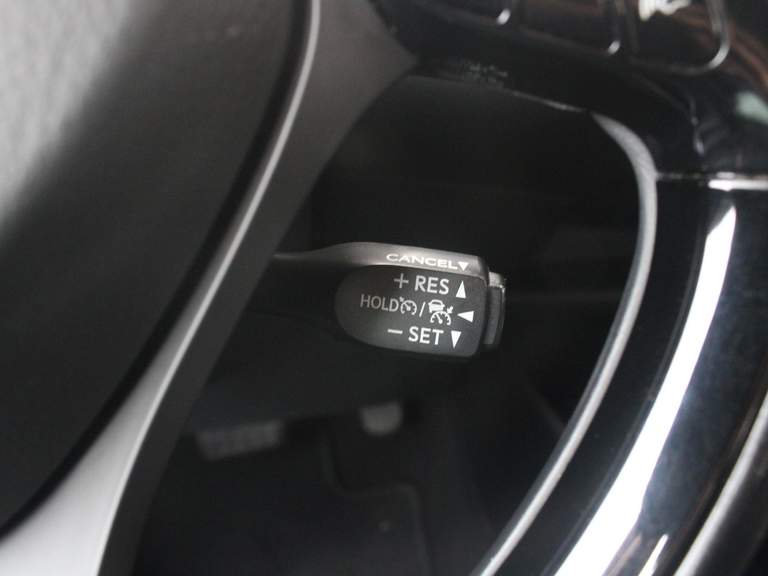 CANCEL▼
+ RES ▲
HOLD / ◀
− SET ▼